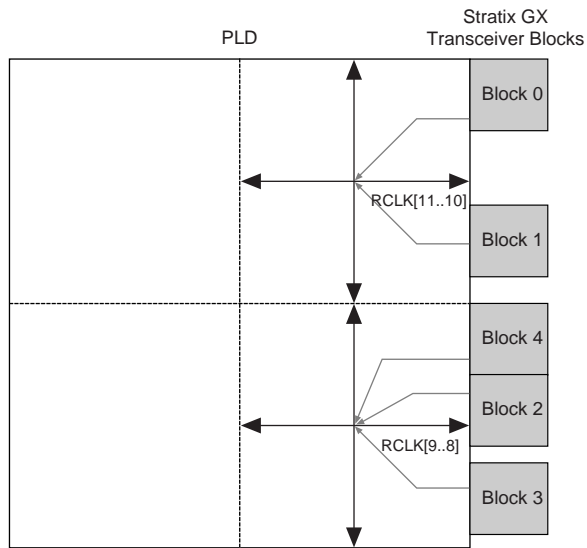 Stratix GX
PLD
Transceiver Blocks
Block 0
RCLK[11..10]
Block 1
Block 4
Block 2
RCLK[9..8]
Block 3